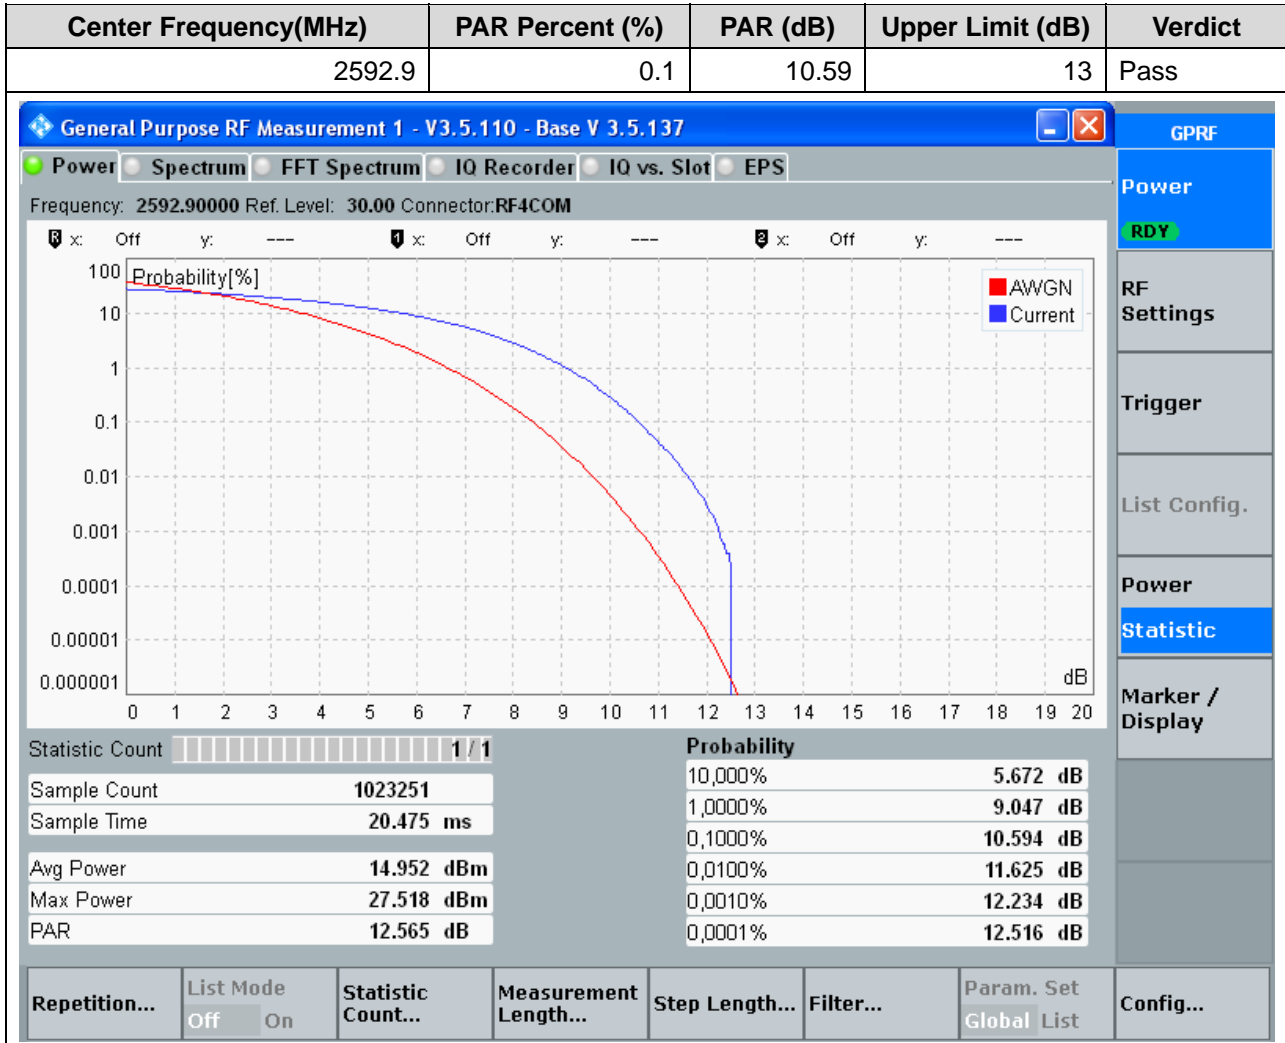 Center Frequency(MHz) PAR Percent (%) PAR (dB) Upper Limit (dB) Verdict
2592.9 0.1 10.59 13 Pass
General Purpose RF Measurement 1 - V3.5.110 - Base V 3.5.137
GPRF
Power Spectrum FFT Spectrum IQ Recorder IQ vs. Slot EPS
Frequency: 2592.90000 Ref. Level: 30.00 Connector:RF4COM
R x: Off y: --- 1 x: Off y: --- 2 x: Off y: ---
Probability[%]
100
10
1
0.1
0.01
0.001
0.0001
0.00001
0.000001
AWGN
Current
dB
0 1 2 3 4 5 6 7 8 9 10 11 12 13 14 15 16 17 18 19 20
Power
RDY
RF
Settings
Trigger
List Config.
Power
Statistic
Marker /
Display
Statistic Count 1 / 1
Sample Count 1023251
Sample Time 20.475 ms
Avg Power 14.952 dBm
Max Power 27.518 dBm
PAR 12.565 dB
Probability
10,000% 5.672 dB
1,0000% 9.047 dB
0,1000% 10.594 dB
0,0100% 11.625 dB
0,0010% 12.234 dB
0,0001% 12.516 dB
Repetition...
List Mode
Off On
Statistic
Count...
Measurement
Length...
Step Length...
Filter...
Param. Set
Global List
Config...